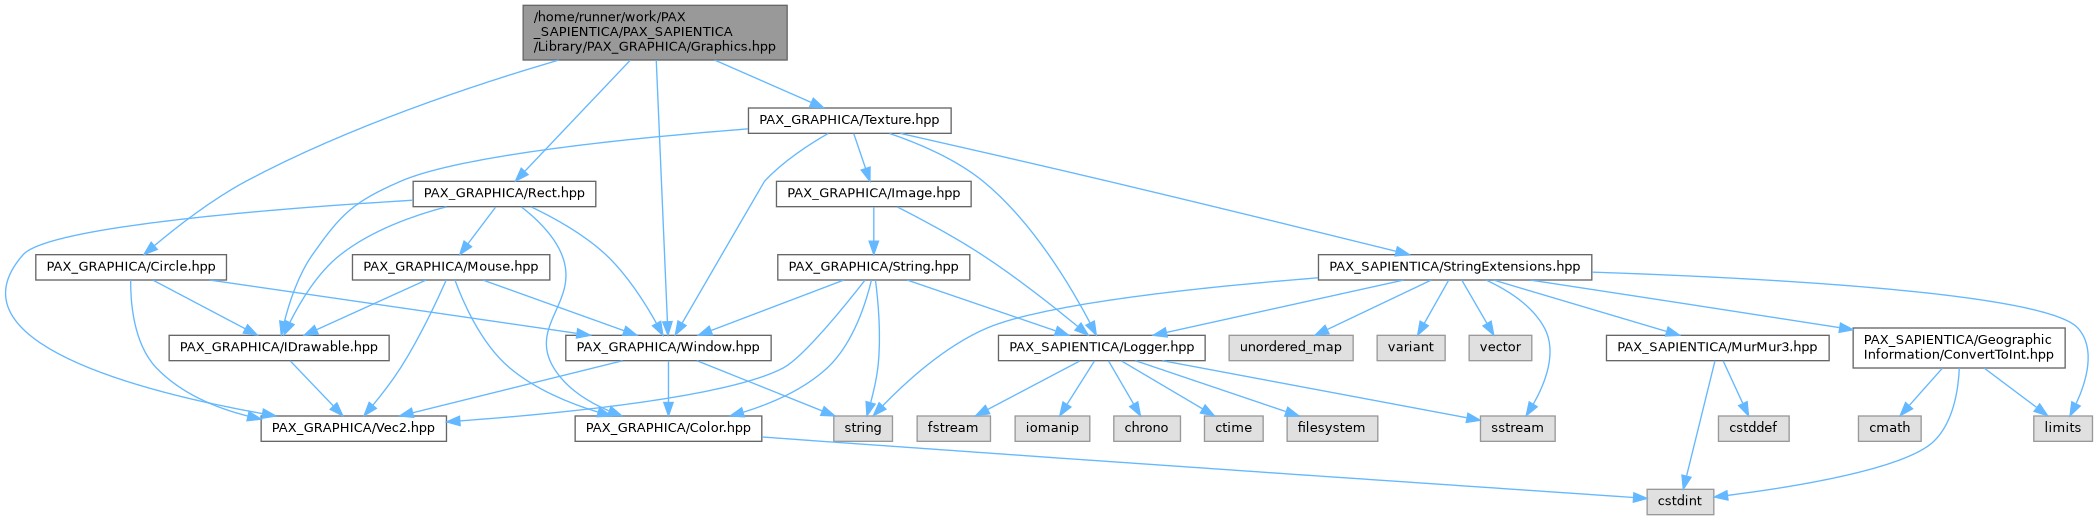 /home/runner/work/PAX
_SAPIENTICA/PAX_SAPIENTICA
/Library/PAX_GRAPHICA/Graphics.hpp
PAX_GRAPHICA/Texture.hpp
PAX_GRAPHICA/Rect.hpp
PAX_GRAPHICA/Image.hpp
PAX_GRAPHICA/Circle.hpp
PAX_GRAPHICA/Mouse.hpp
PAX_GRAPHICA/String.hpp
PAX_SAPIENTICA/StringExtensions.hpp
PAX_GRAPHICA/IDrawable.hpp
PAX_GRAPHICA/Window.hpp
PAX_SAPIENTICA/Logger.hpp
unordered_map
variant
vector
PAX_SAPIENTICA/MurMur3.hpp
PAX_SAPIENTICA/Geographic
Information/ConvertToInt.hpp
PAX_GRAPHICA/Vec2.hpp
PAX_GRAPHICA/Color.hpp
string
fstream
iomanip
chrono
ctime
filesystem
sstream
cstddef
cmath
limits
cstdint